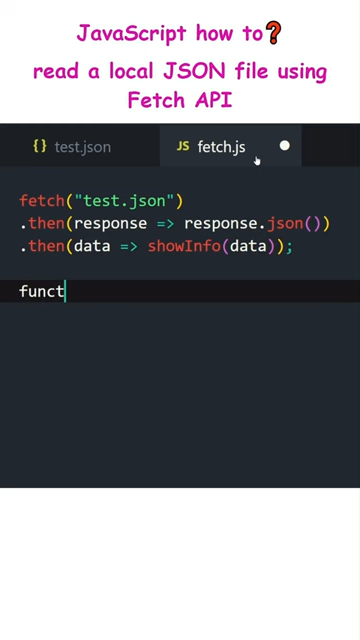 JavaScript how to❓
read a local JSON file using
Fetch API
{} test.json JS fetch.js
fetch("test.json")
.then(response => response.json())
.then(data => showInfo(data));
funct